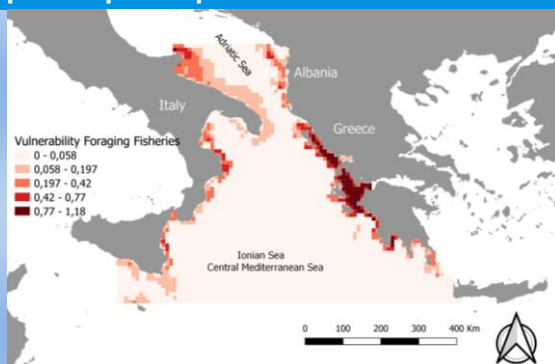 Adriatic Sea
Albania
Italy
Greece
Vulnerability Foraging Fisheries
0 - 0,058
0,058 - 0,197
0,197 - 0,42
0,42 - 0,77
0,77 - 1,18
Ionian Sea
Central Mediterranean Sea
0 100 200 300 400 Km